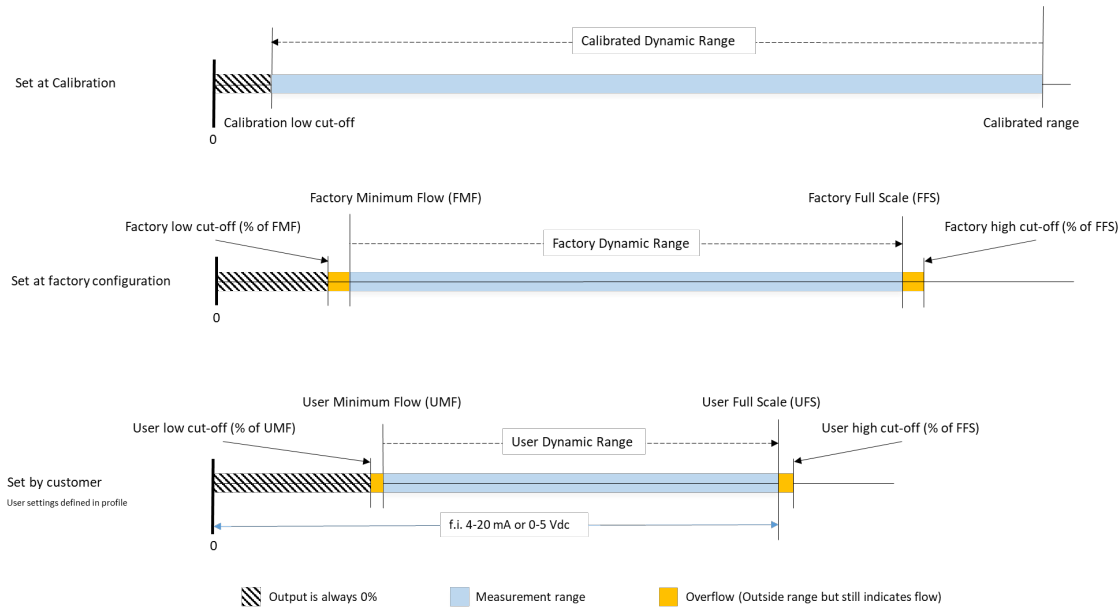 Calibrated Dynamic Range
Set at Calibration
Calibration low cut-off
Calibrated range
0
Factory Minimum Flow (FMF)
Factory Full Scale (FFS)
Factory low cut-off (% of FMF)
Factory high cut-off (% of FFS)
Factory Dynamic Range
Set at factory configuration
0
User Minimum Flow (UMF)
User Full Scale (UFS)
User low cut-off (% of UMF)
User high cut-off (% of FFS)
User Dynamic Range
Set by customer
User settings defined in profile
f.i. 4-20 mA or 0-5 Vdc
0
Output is always 0%
Measurement range
Overflow (Outside range but still indicates flow)